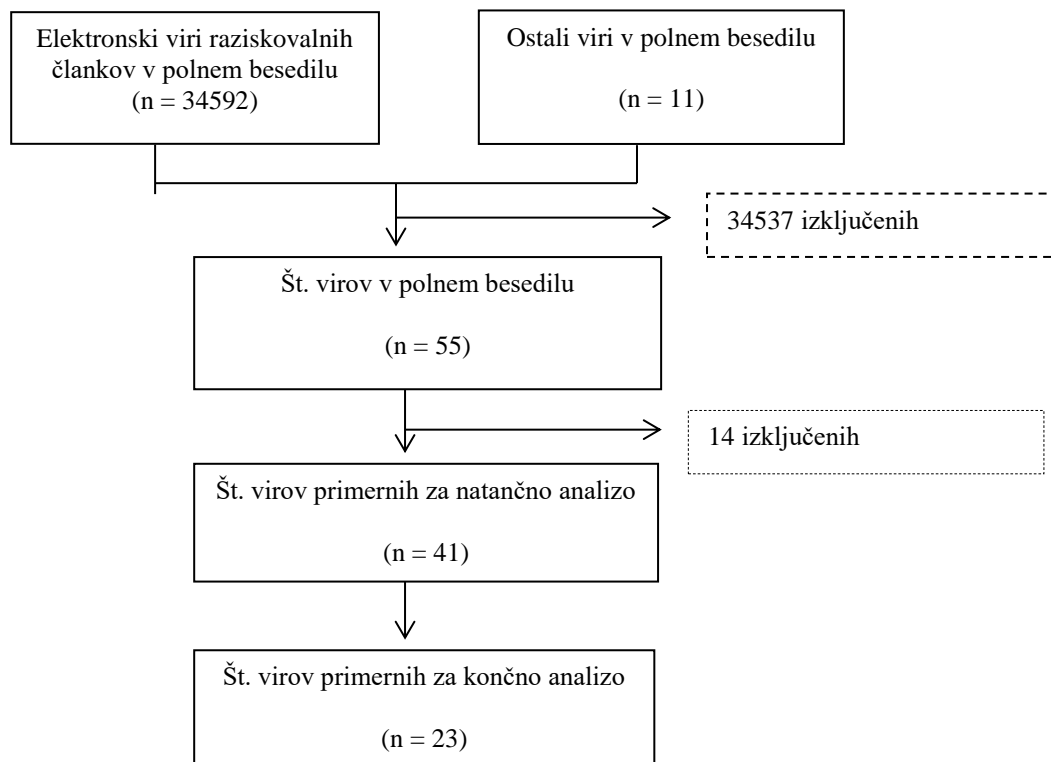 Elektronski viri raziskovalnih
člankov v polnem besedilu
(n = 34592)
Ostali viri v polnem besedilu
(n = 11)
34537 izključenih
Št. virov v polnem besedilu
(n = 55)
14 izključenih
Št. virov primernih za natančno analizo
(n = 41)
Št. virov primernih za končno analizo
(n = 23)